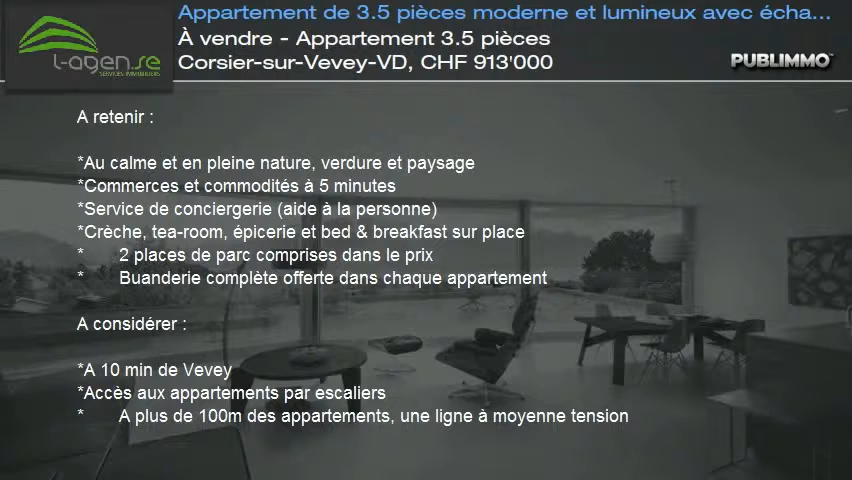 Appartement de 3.5 pièces moderne et lumineux avec écha...
À vendre - Appartement 3.5 pièces
Corsier-sur-Vevey-VD, CHF 913'000
l-agen.se
SERVICES IMMOBILIERS
PUBLIMMO
A retenir :
*Au calme et en pleine nature, verdure et paysage
*Commerces et commodités à 5 minutes
*Service de conciergerie (aide à la personne)
*Crèche, tea-room, épicerie et bed & breakfast sur place
* 2 places de parc comprises dans le prix
* Buanderie complète offerte dans chaque appartement
A considérer :
*A 10 min de Vevey
*Accès aux appartements par escaliers
* A plus de 100m des appartements, une ligne à moyenne tension